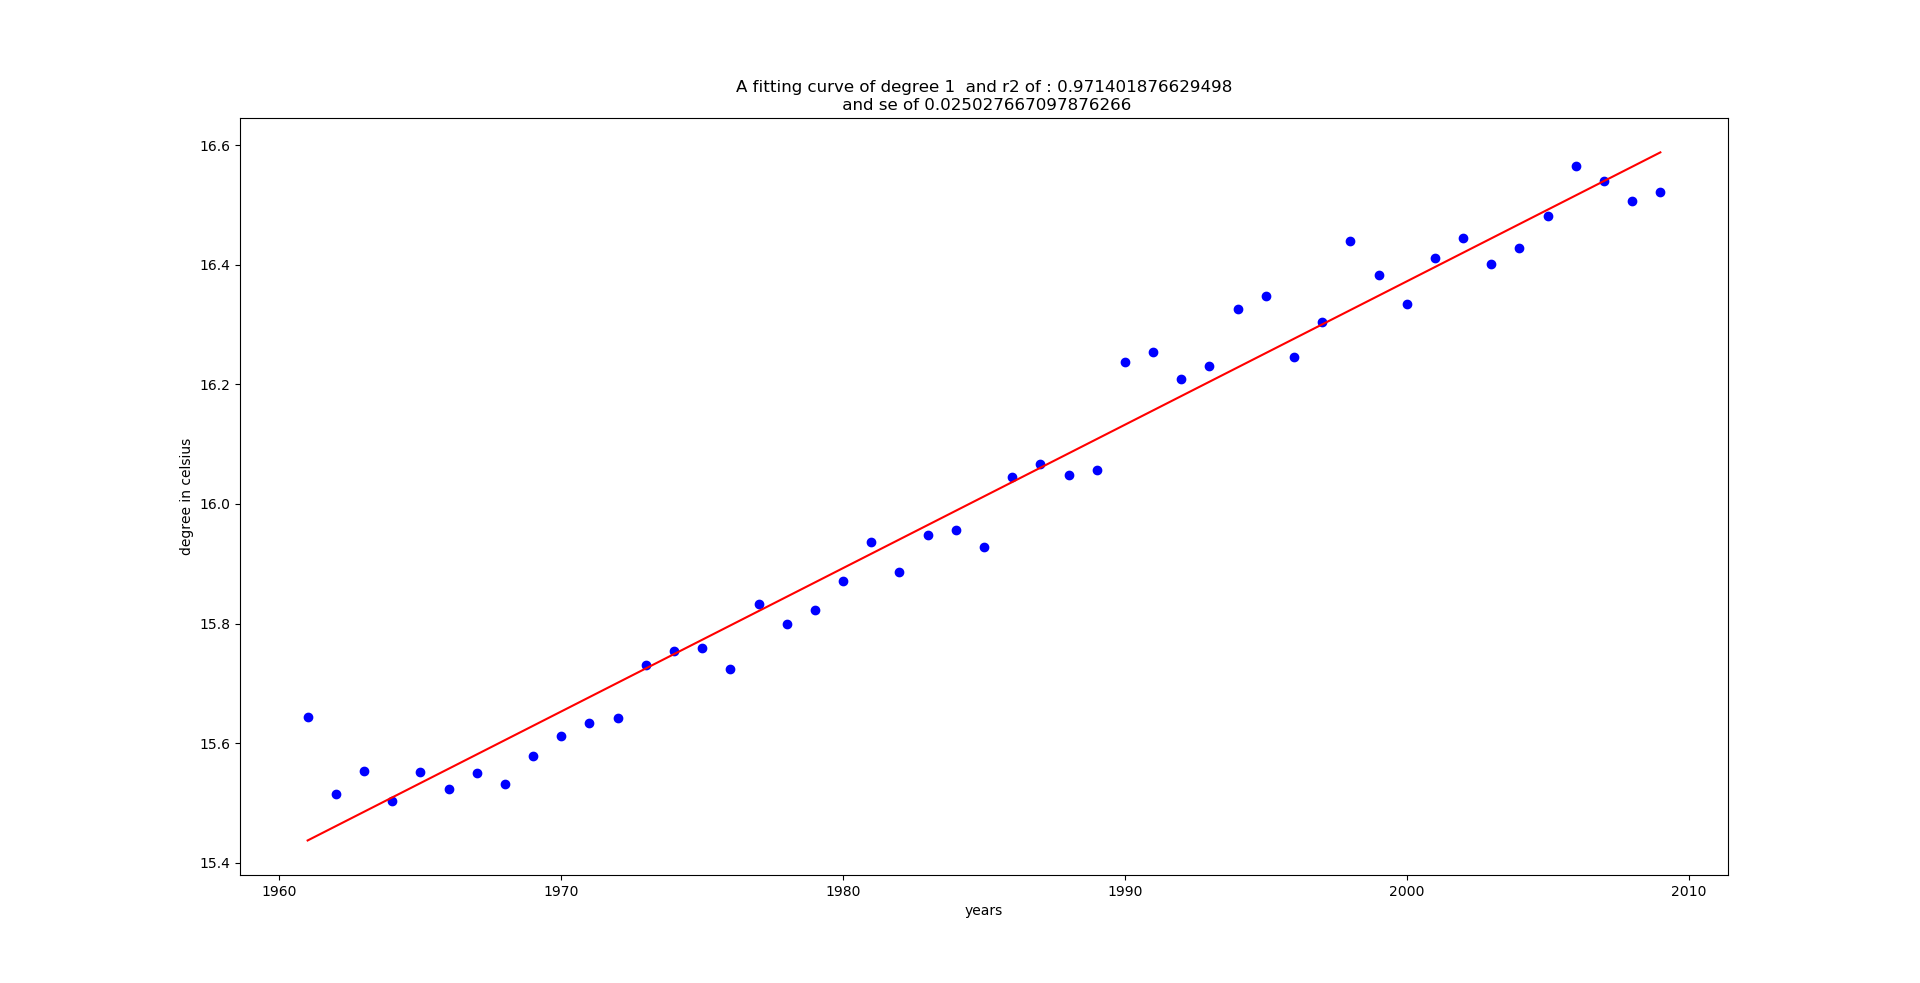 A fitting curve of degree 1  and r2 of : 0.971401876629498
and se of 0.025027667097876266
16.6
16.4
16.2
16.0
15.8
15.6
15.4
degree in celsius
1960 1970 1980 1990 2000 2010
years